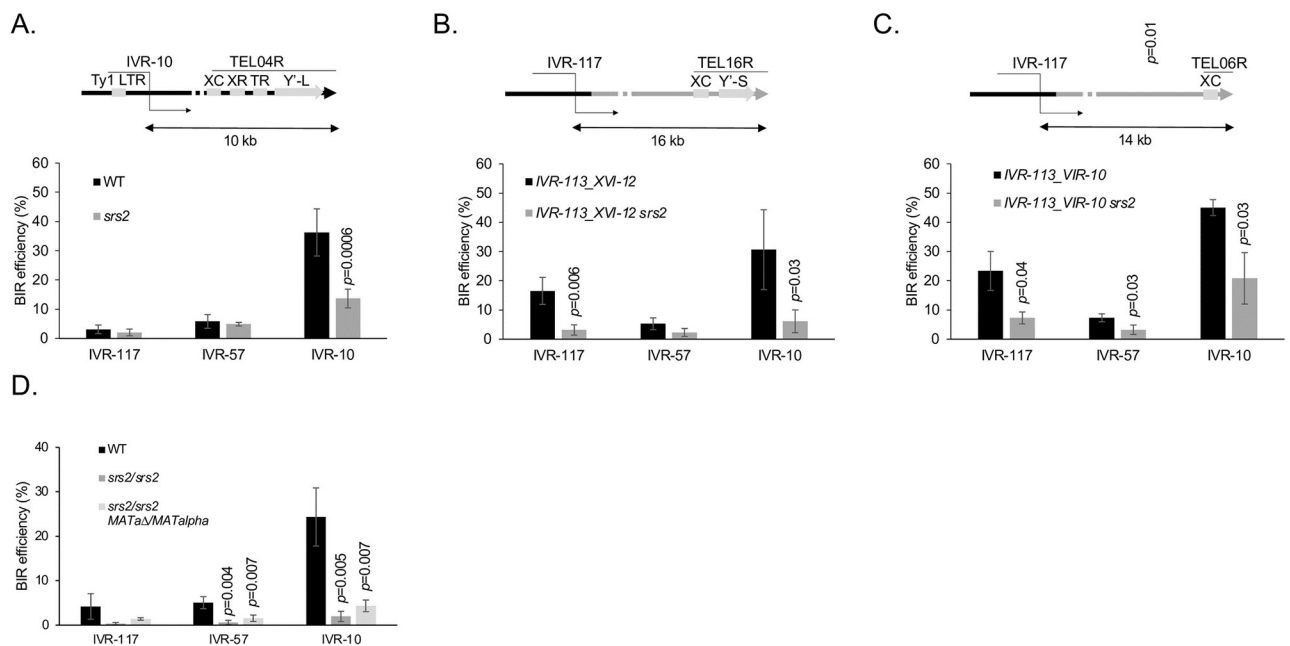 A.
IVR-10
TEL04R
Ty1 LTR
XC XR TR Y'-L
10 kb
60
50
40
30
20
10
0
BIR efficiency (%)
WT
srs2
p=0.0006
IVR-117 IVR-57 IVR-10
B.
IVR-117
TEL16R
XC Y'-S
16 kb
60
50
40
30
20
10
0
BIR efficiency (%)
IVR-113_XVI-12
IVR-113_XVI-12 srs2
p=0.006
p=0.03
IVR-117 IVR-57 IVR-10
C.
p=0.01
IVR-117
TEL06R
XC
14 kb
60
50
40
30
20
10
0
BIR efficiency (%)
IVR-113_VIR-10
IVR-113_VIR-10 srs2
p=0.04
p=0.03
p=0.03
IVR-117 IVR-57 IVR-10
D.
40
30
20
10
0
BIR efficiency (%)
WT
srs2/srs2
srs2/srs2
MATaΔ/MATalpha
p=0.004
p=0.007
p=0.005
p=0.007
IVR-117 IVR-57 IVR-10